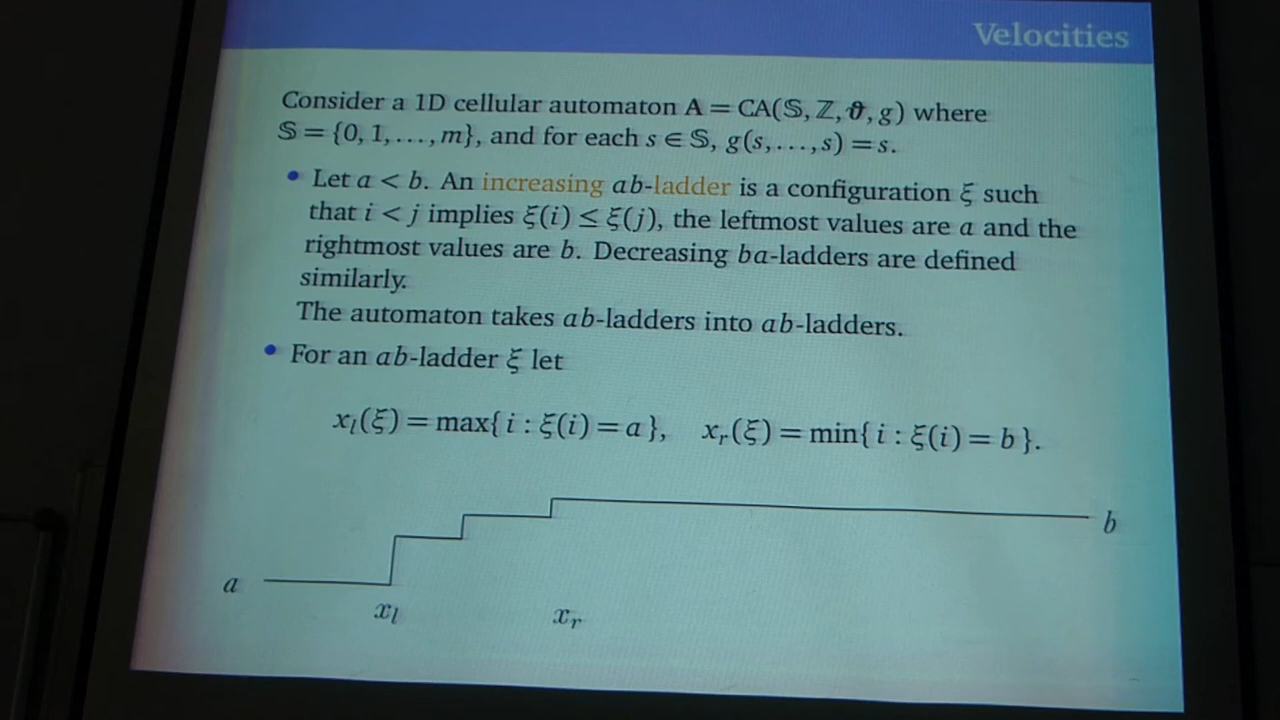 Velocities
Consider a 1D cellular automaton A = CA(𝕊, ℤ, ϑ, g) where
𝕊 = {0, 1, . . . , m}, and for each s ∈ 𝕊, g(s, . . . , s) = s.
• Let a < b. An increasing ab-ladder is a configuration ξ such
that i < j implies ξ(i) ≤ ξ(j), the leftmost values are a and the
rightmost values are b. Decreasing ba-ladders are defined
similarly.
The automaton takes ab-ladders into ab-ladders.
• For an ab-ladder ξ let
x_l(ξ) = max{ i : ξ(i) = a }, x_r(ξ) = min{ i : ξ(i) = b }.
b
a
x_l x_r